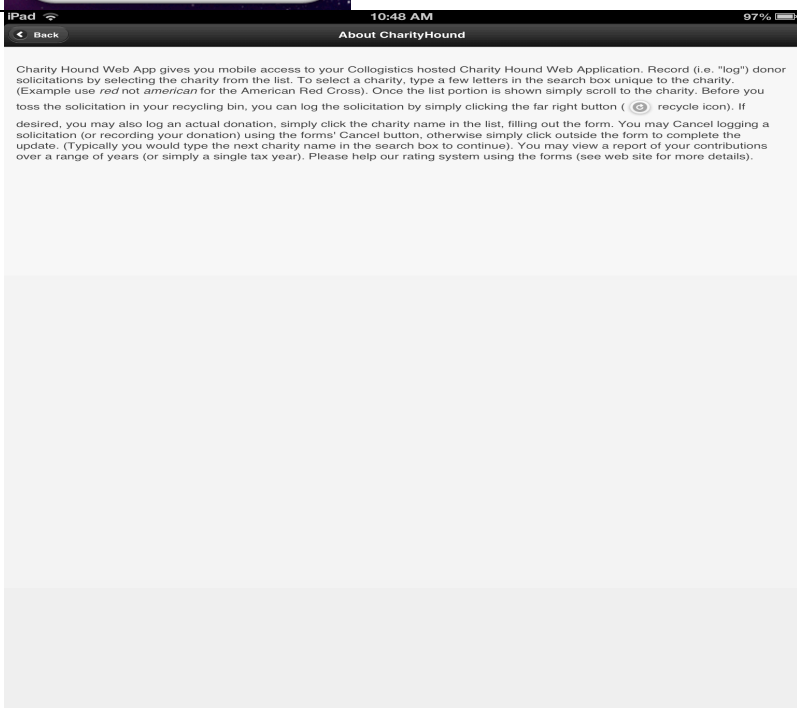 iPad 10:48 AM 97%
Back About CharityHound
Charity Hound Web App gives you mobile access to your Collogistics hosted Charity Hound Web Application. Record (i.e. "log") donor
solicitations by selecting the charity from the list. To select a charity, type a few letters in the search box unique to the charity.
(Example use red not american for the American Red Cross). Once the list portion is shown simply scroll to the charity. Before you
toss the solicitation in your recycling bin, you can log the solicitation by simply clicking the far right button ( recycle icon). If
desired, you may also log an actual donation, simply click the charity name in the list, filling out the form. You may Cancel logging a
solicitation (or recording your donation) using the forms' Cancel button, otherwise simply click outside the form to complete the
update. (Typically you would type the next charity name in the search box to continue). You may view a report of your contributions
over a range of years (or simply a single tax year). Please help our rating system using the forms (see web site for more details).